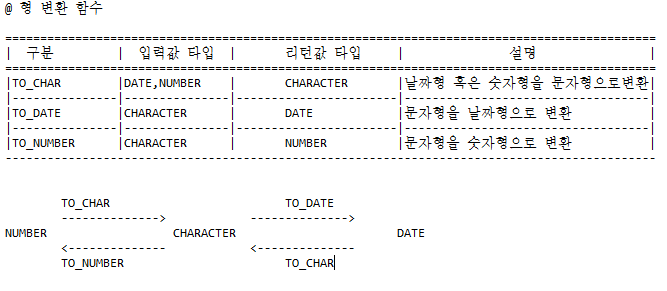 @ 형 변환 함수
=============================================================================================
|  구분         |  입력값 타입  |       리턴값 타입     |               설명                |
=============================================================================================
|TO_CHAR        |DATE,NUMBER    |       CHARACTER       |날짜형 혹은 숫자형을 문자형으로변환|
|---------------|---------------|-----------------------|-----------------------------------|
|TO_DATE        |CHARACTER      |       DATE            |문자형을 날짜형으로 변환           |
|---------------|---------------|-----------------------|-----------------------------------|
|TO_NUMBER      |CHARACTER      |       NUMBER          |문자형을 숫자형으로 변환           |
---------------------------------------------------------------------------------------------
TO_CHAR                         TO_DATE
-------------->            -------------->
NUMBER                  CHARACTER                       DATE
<--------------            <--------------
TO_NUMBER                       TO_CHAR